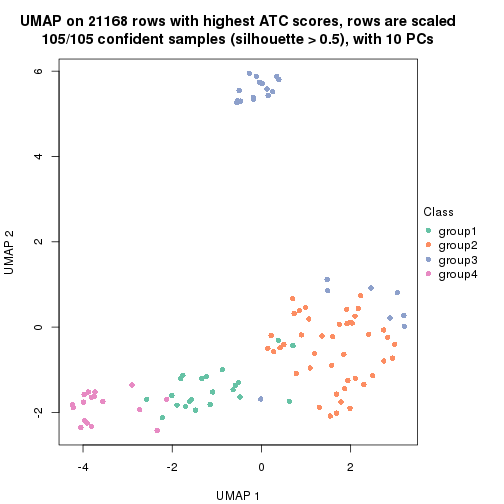 UMAP on 21168 rows with highest ATC scores, rows are scaled
105/105 confident samples (silhouette > 0.5), with 10 PCs
6
4
2
0
-2
UMAP 2
-4
-2
0
2
UMAP 1
Class
group1
group2
group3
group4